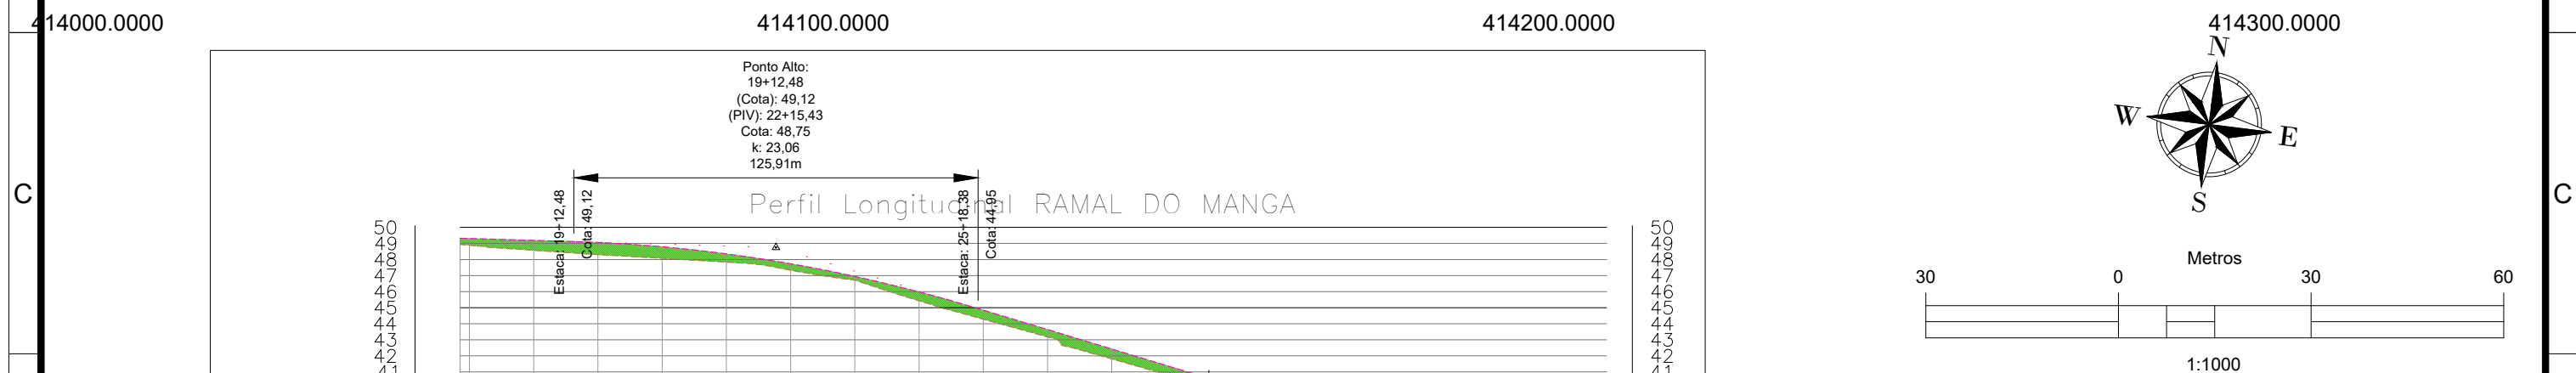 414000.0000 414100.0000 414200.0000 414300.0000
N
W
E
S
C
C
Ponto Alto:
19+12,48
(Cota): 49,12
(PIV): 22+15,43
Cota: 48,75
k: 23,06
125,91m
Estaca: 19+12,48
Cota: 49,12
Estaca: 25+18,38
Cota: 44,95
Perfil Longitudinal RAMAL DO MANGA
50 50
49 49
48 48
47 47
46 46
45 45
44 44
43 43
42 42
41 41
Metros
30 0 30 60
1:1000